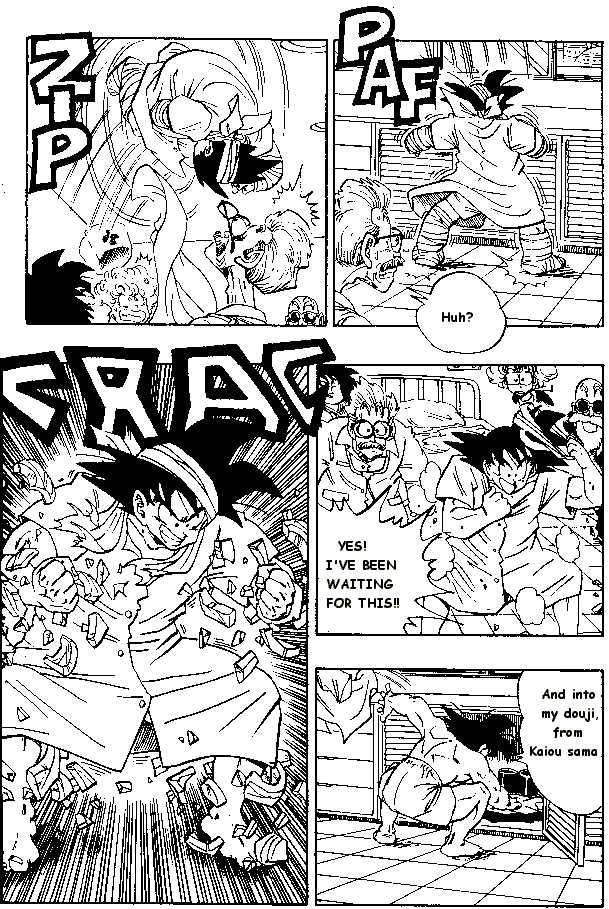 ZIP
PAF
Huh?
CRAC
YES!
I'VE BEEN
WAITING
FOR THIS!!
And into
my douji,
from
Kaiou sama